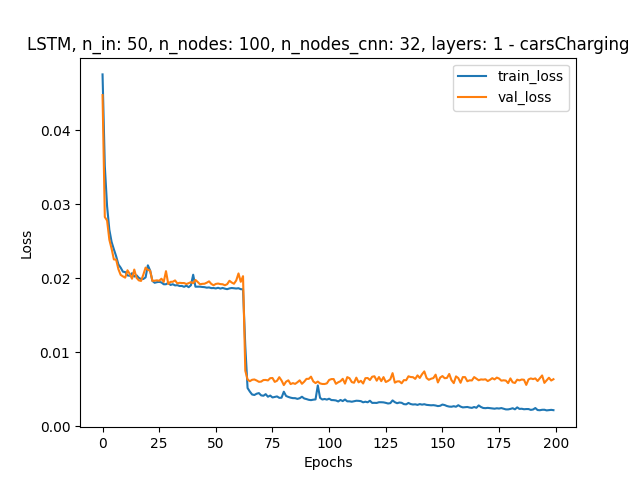 LSTM, n_in: 50, n_nodes: 100, n_nodes_cnn: 32, layers: 1 - carsCharging
train_loss
val_loss
0.04
0.03
0.02
0.01
0.00
Loss
0 25 50 75 100 125 150 175 200
Epochs